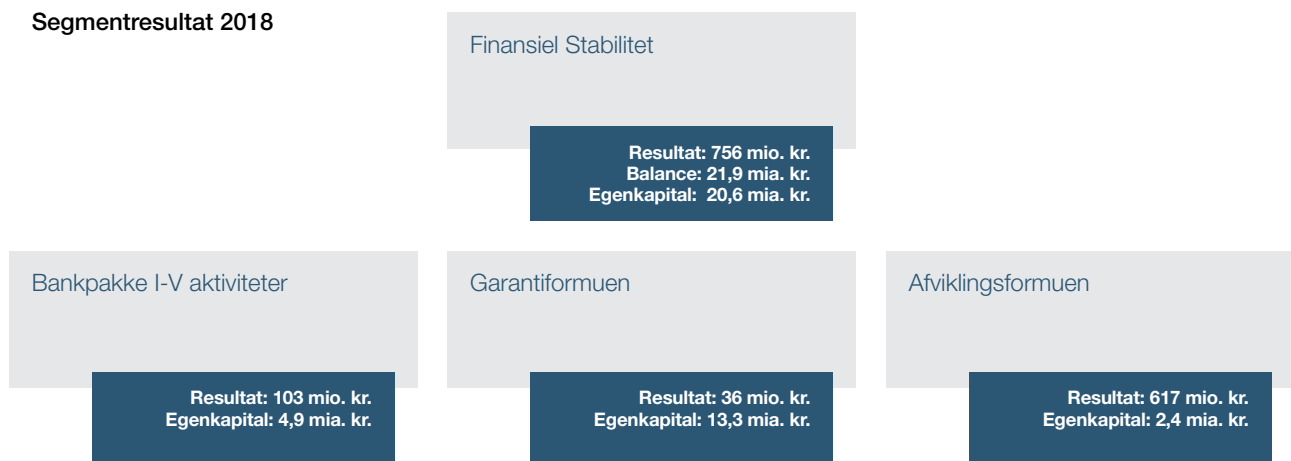 Segmentresultat 2018
Finansiel Stabilitet
Resultat: 756 mio. kr.
Balance: 21,9 mia. kr.
Egenkapital: 20,6 mia. kr.
Bankpakke I-V aktiviteter
Resultat: 103 mio. kr.
Egenkapital: 4,9 mia. kr.
Garantiformuen
Resultat: 36 mio. kr.
Egenkapital: 13,3 mia. kr.
Afviklingsformuen
Resultat: 617 mio. kr.
Egenkapital: 2,4 mia. kr.